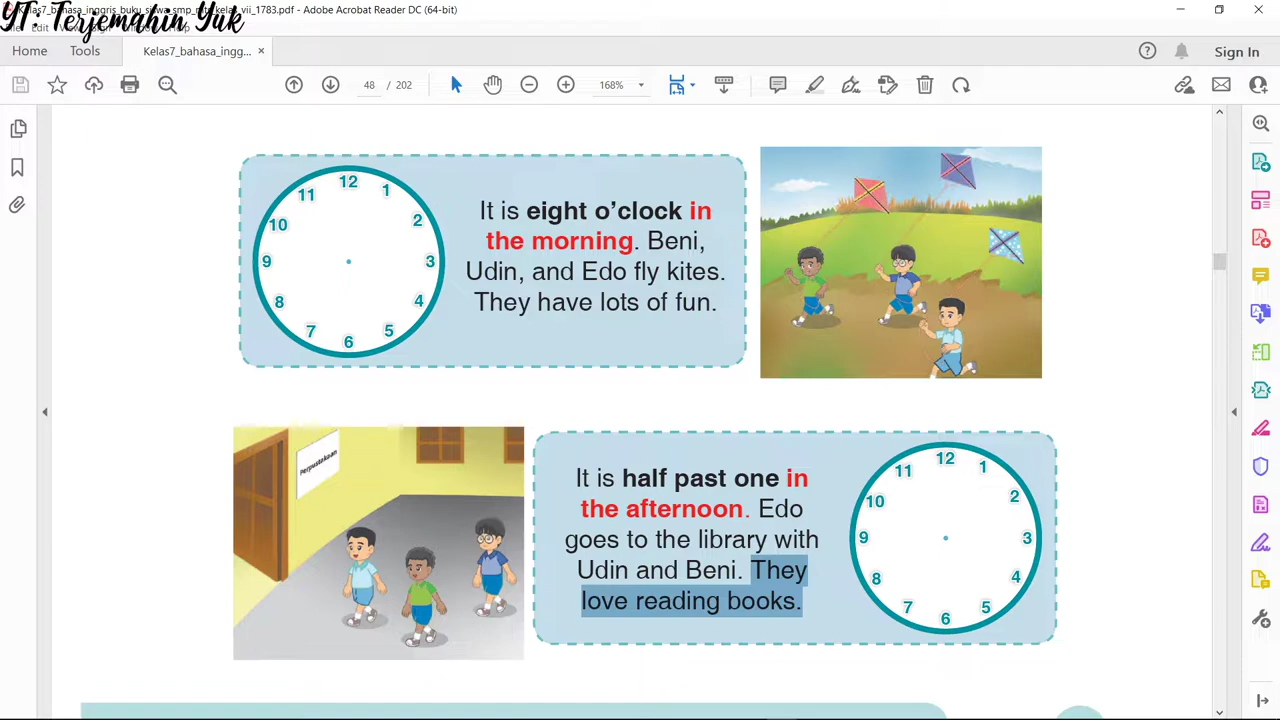 YT: Terjemahin Yuk
Kelas7_bahasa_inggris_buku_siswa_smp_mts_kelas_vii_1783.pdf - Adobe Acrobat Reader DC (64-bit)
Home Tools Kelas7_bahasa_ingg... × Sign In
48 / 202 168%
12
11 1
10 2
9 3
8 4
7 5
6
It is eight o’clock in
the morning. Beni,
Udin, and Edo fly kites.
They have lots of fun.
Perpustakaan
It is half past one in
the afternoon. Edo
goes to the library with
Udin and Beni. They
love reading books.
12
11 1
10 2
9 3
8 4
7 5
6